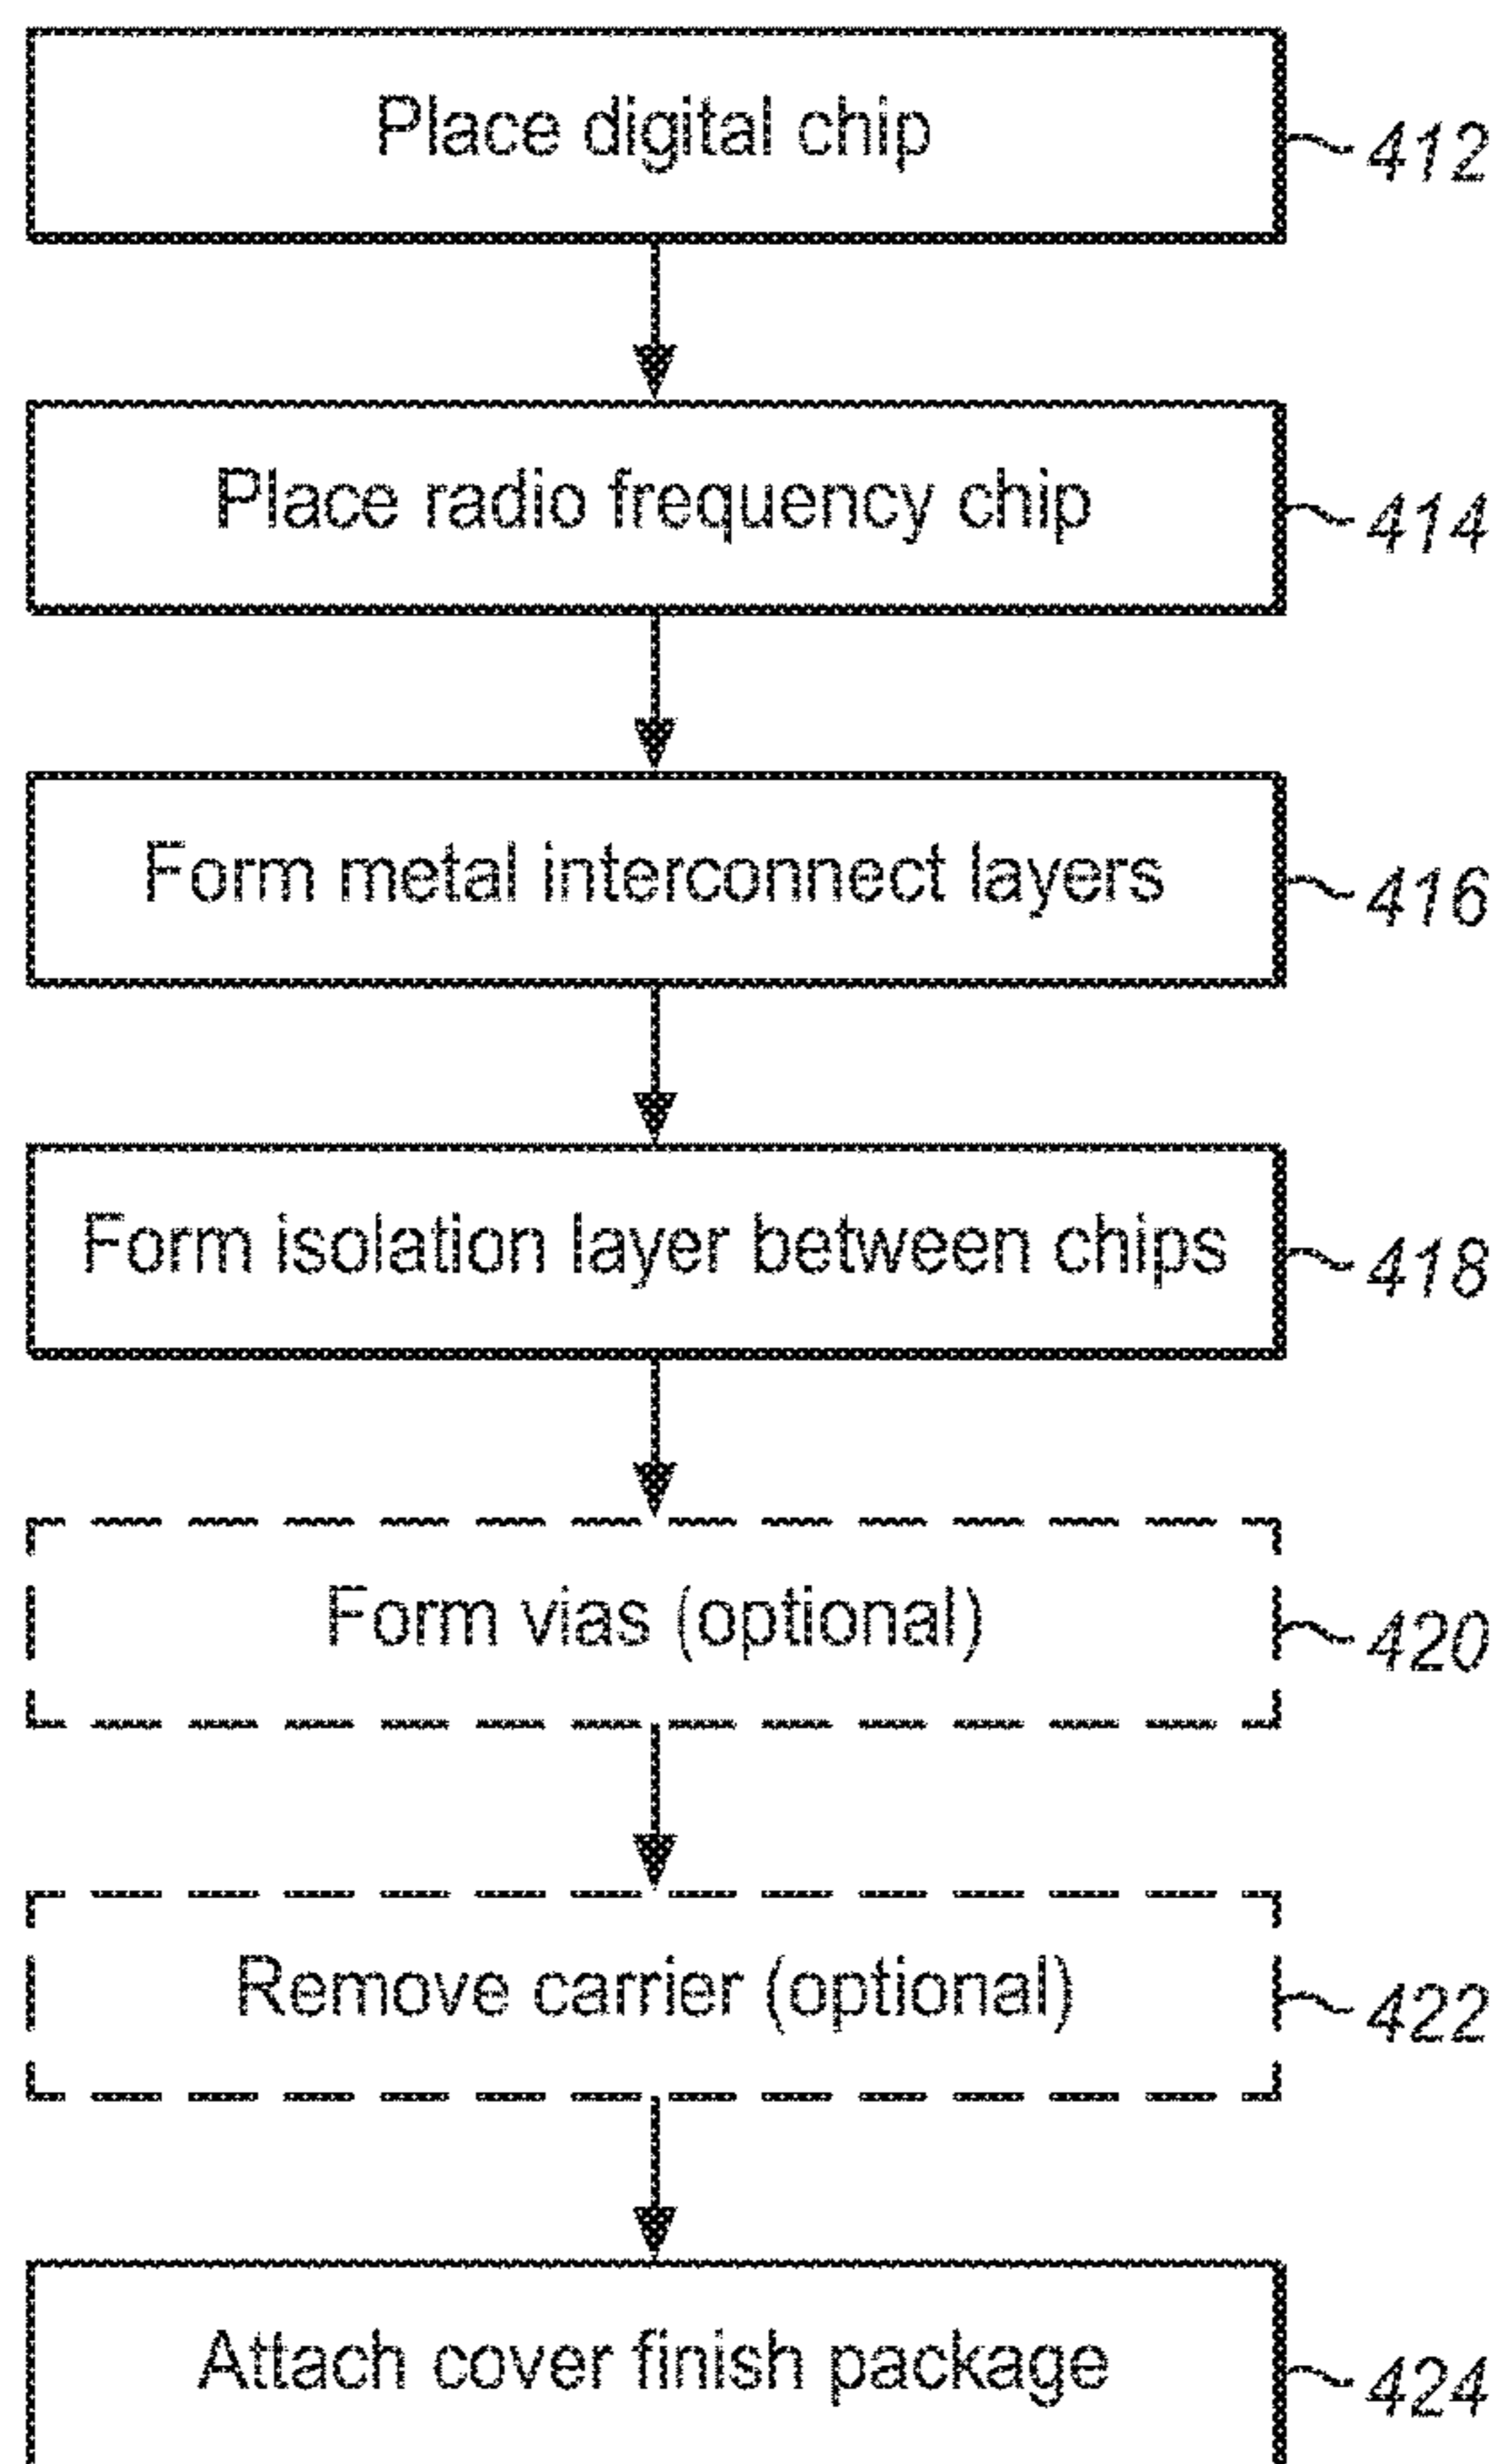 Place digital chip
412
Place radio frequency chip
414
Form metal interconnect layers
416
Form isolation layer between chips
418
Form vias (optional)
420
Remove carrier (optional)
422
Attach cover finish package
424